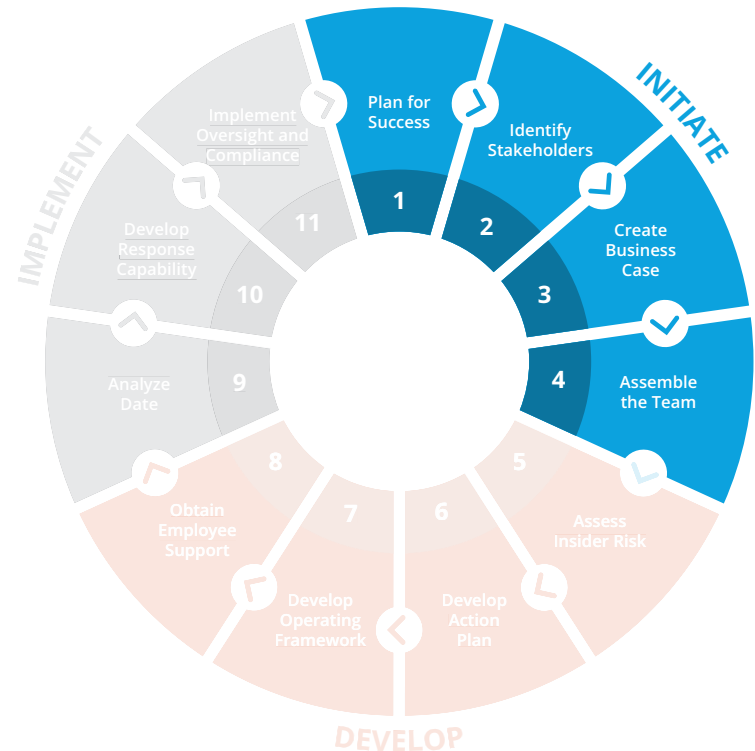 INITIATE
Plan for
Success
1
Identify
Stakeholders
2
Create
Business
Case
3
Assemble
the Team
4
DEVELOP
Assess
Insider Risk
5
Develop
Action
Plan
6
Develop
Operating
Framework
7
Obtain
Employee
Support
8
IMPLEMENT
Analyze
Date
9
Develop
Response
Capability
10
Implement
Oversight and
Compliance
11